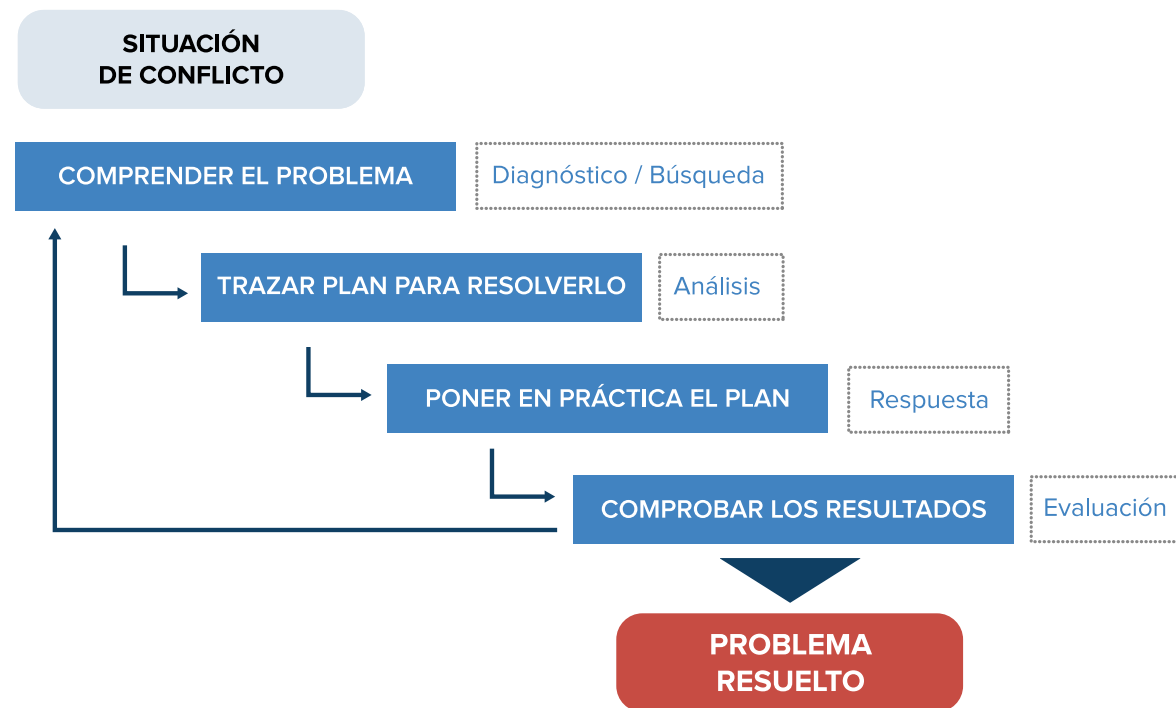 SITUACIÓN
DE CONFLICTO
COMPRENDER EL PROBLEMA
Diagnóstico / Búsqueda
TRAZAR PLAN PARA RESOLVERLO
Análisis
PONER EN PRÁCTICA EL PLAN
Respuesta
COMPROBAR LOS RESULTADOS
Evaluación
PROBLEMA
RESUELTO